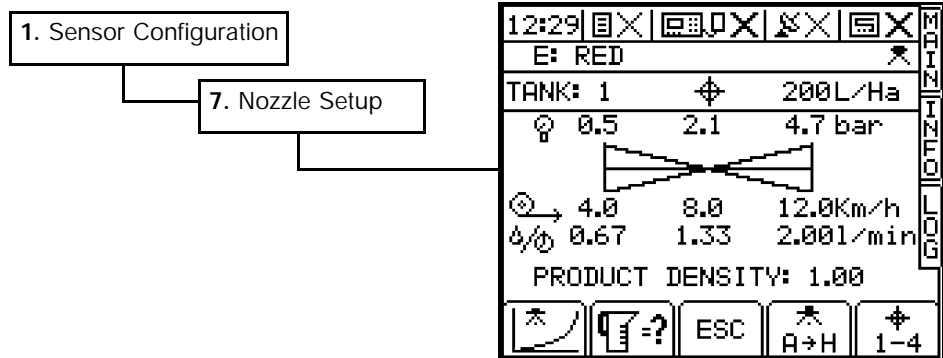 1. Sensor Configuration
7. Nozzle Setup
12:29
E: RED
TANK: 1 200L/Ha
0.5 2.1 4.7 bar
4.0 8.0 12.0Km/h
0.67 1.33 2.00l/min
PRODUCT DENSITY: 1.00
=? ESC A→H 1-4
MAIN
INFO
LOG